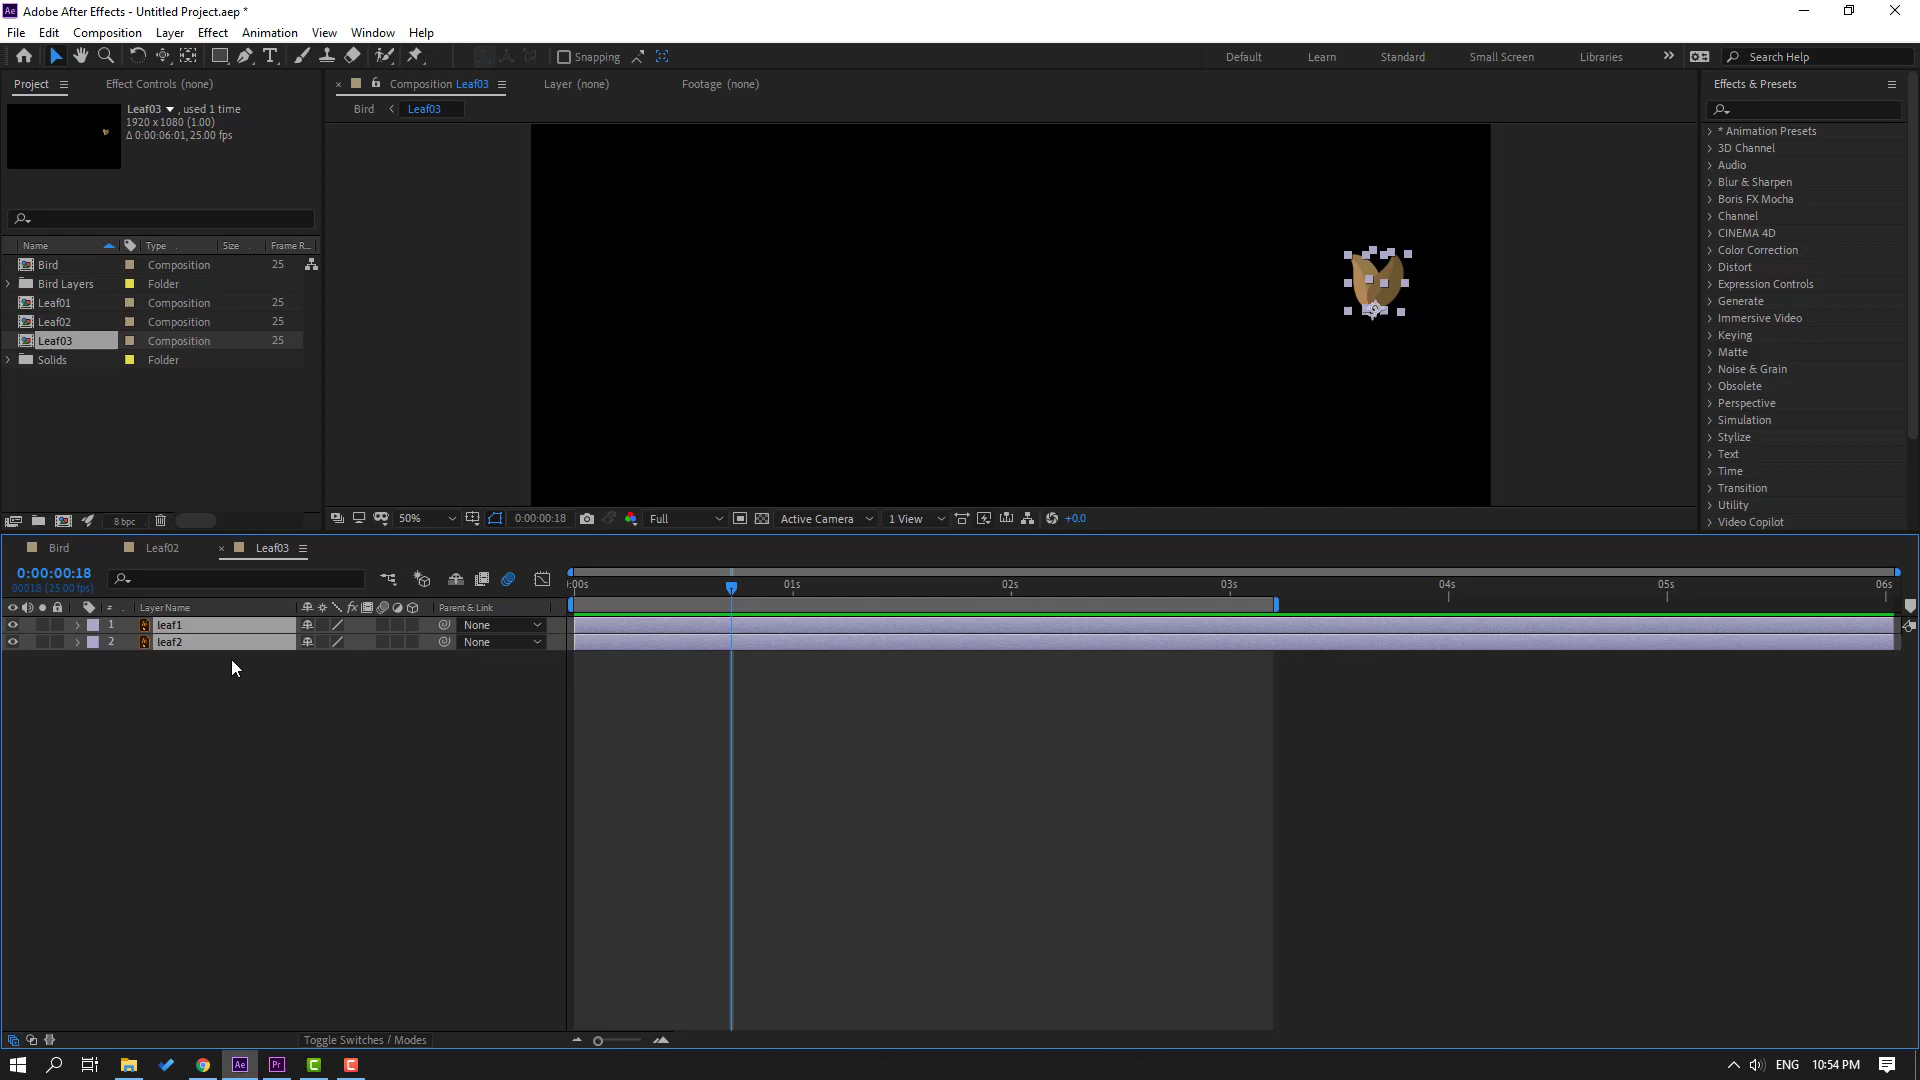 Adobe After Effects - Untitled Project.aep *
File Edit Composition Layer Effect Animation View Window Help
Snapping Default Learn Standard Small Screen Libraries Search Help
Project Effect Controls (none)
Leaf03 , used 1 time
1920 x 1080 (1.00)
Δ 0:00:06:01, 25.00 fps
Name Type Size Frame R...
Bird Composition 25
Bird Layers Folder
Leaf01 Composition 25
Leaf02 Composition 25
Leaf03 Composition 25
Solids Folder
8 bpc
Composition Leaf03 Layer (none) Footage (none)
Bird Leaf03
50% 0:00:00:18 Full Active Camera 1 View +0.0
Effects & Presets
* Animation Presets
3D Channel
Audio
Blur & Sharpen
Boris FX Mocha
Channel
CINEMA 4D
Color Correction
Distort
Expression Controls
Generate
Immersive Video
Keying
Matte
Noise & Grain
Obsolete
Perspective
Simulation
Stylize
Text
Time
Transition
Utility
Video Copilot
Bird Leaf02 Leaf03
0:00:00:18
00018 (25.00 fps)
:00s 01s 02s 03s 04s 05s 06s
# Layer Name fx Parent & Link
1 leaf1 None
2 leaf2 None
Toggle Switches / Modes
ENG 10:54 PM